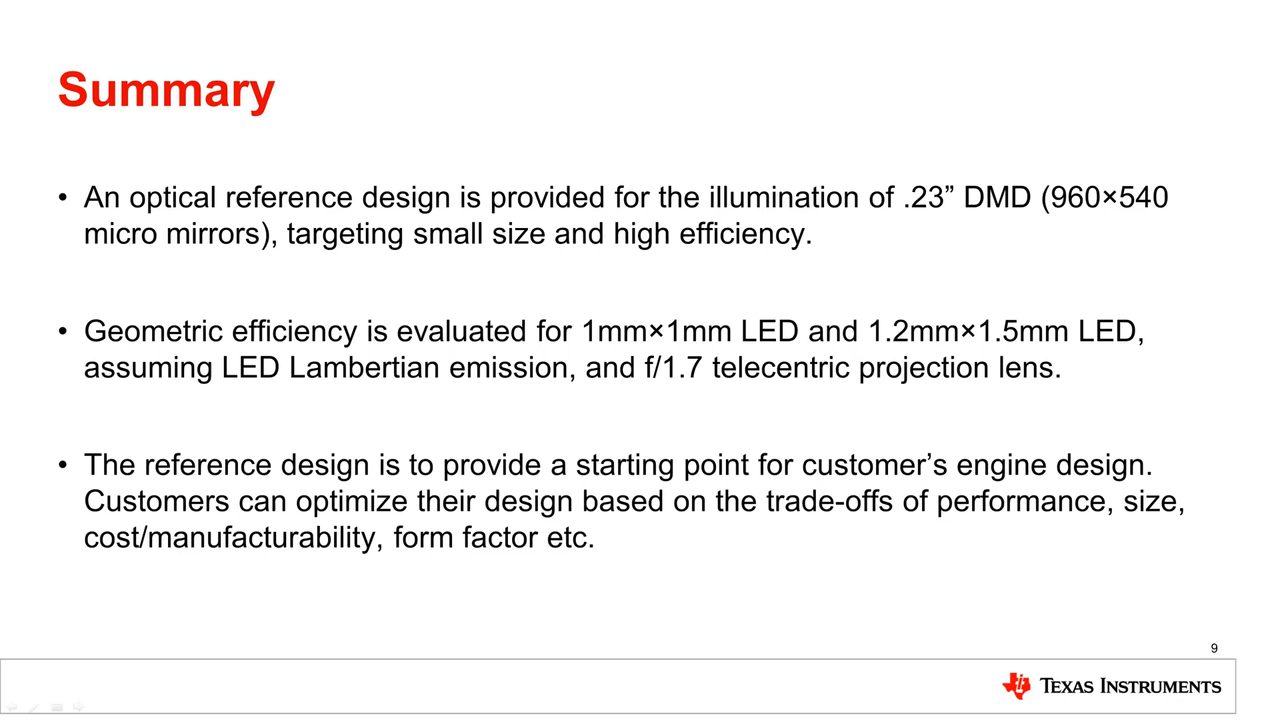 Summary
• An optical reference design is provided for the illumination of .23” DMD (960×540
micro mirrors), targeting small size and high efficiency.
• Geometric efficiency is evaluated for 1mm×1mm LED and 1.2mm×1.5mm LED,
assuming LED Lambertian emission, and f/1.7 telecentric projection lens.
• The reference design is to provide a starting point for customer’s engine design.
Customers can optimize their design based on the trade-offs of performance, size,
cost/manufacturability, form factor etc.
9
TEXAS INSTRUMENTS